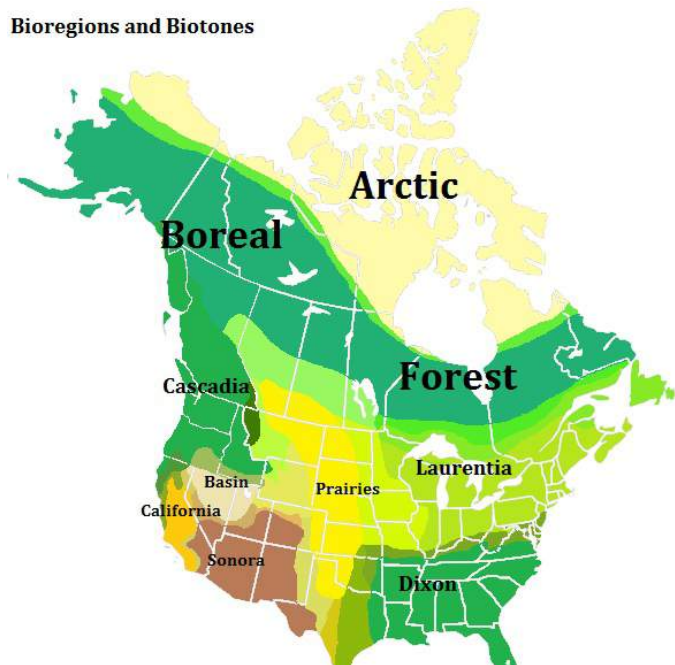 Bioregions and Biotones
Arctic
Boreal
Forest
Cascadia
Laurentia
Basin
Prairies
California
Sonora
Dixon